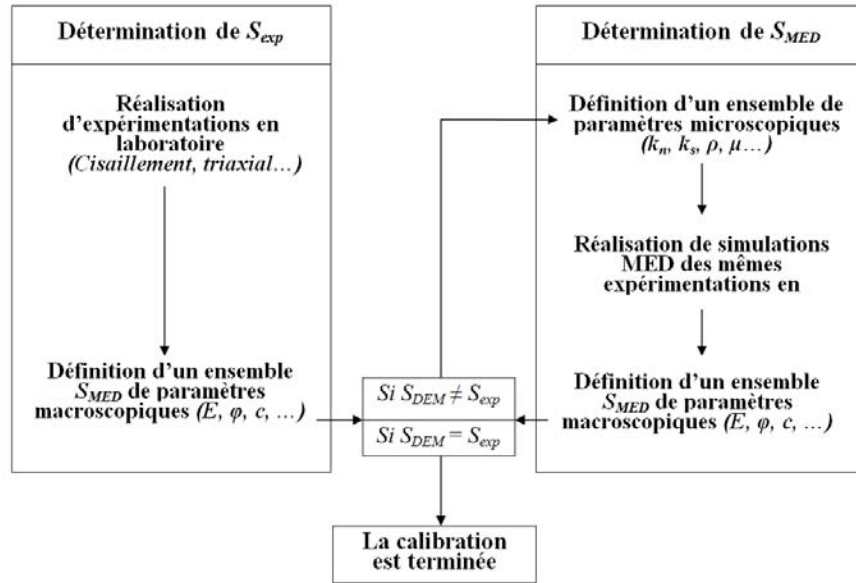 Détermination de S_exp
Réalisation
d'expérimentations en
laboratoire
(Cisaillement, triaxial…)
Définition d'un ensemble
S_MED de paramètres
macroscopiques (E, φ, c, …)
Détermination de S_MED
Définition d'un ensemble de
paramètres microscopiques
(k_n, k_s, ρ, μ…)
Réalisation de simulations
MED des mêmes
expérimentations en
Définition d'un ensemble
S_MED de paramètres
macroscopiques (E, φ, c, …)
Si S_DEM ≠ S_exp
Si S_DEM = S_exp
La calibration
est terminée